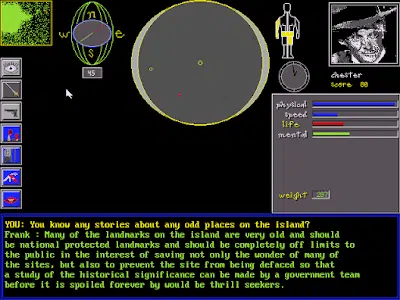 n
w e
s
45
chester
score 88
physical
speed
life
mental
weight 287
YOU: You know any stories about any odd places on the island?
Frank : Many of the landmarks on the island are very old and should
be national protected landmarks and should be completely off limits to
the public in the interest of saving not only the wonder of many of
the sites, but also to prevent the site from being defaced so that
a study of the historical significance can be made by a government team
before it is spoiled forever by would be thrill seekers.